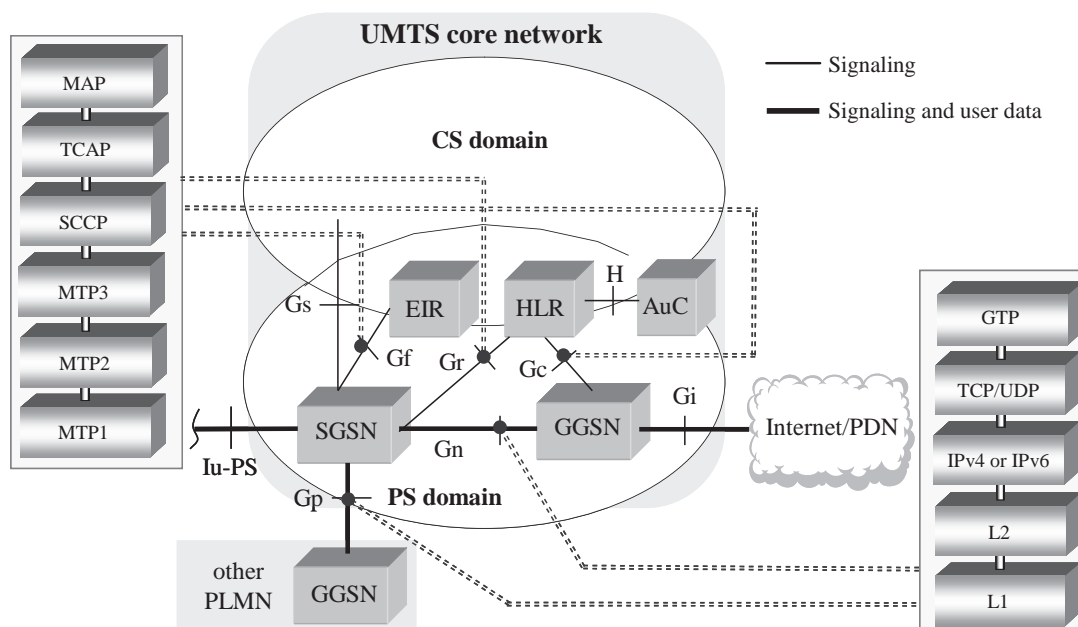 UMTS core network
MAP
TCAP
SCCP
MTP3
MTP2
MTP1
Signaling
Signaling and user data
CS domain
H
EIR
HLR
AuC
Gs
Gf
Gr
Gc
SGSN
GGSN
Gn
Gi
Internet/PDN
Iu-PS
Gp
PS domain
other
PLMN
GGSN
GTP
TCP/UDP
IPv4 or IPv6
L2
L1